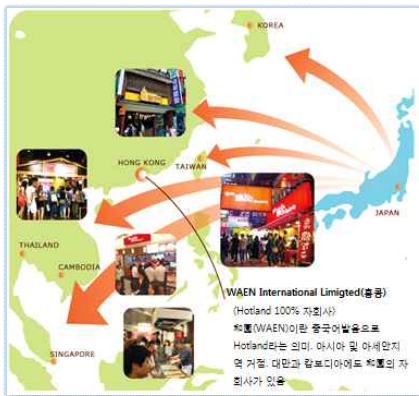 KOREA
HONG KONG
TAIWAN
JAPAN
THAILAND
CAMBODIA
SINGAPORE
WAEN International Limigted(홍콩)
(Hotland 100% 자회사)
和園(WAEN)이란 중국어발음으로
Hotland라는 의미. 아시아 및 아세안지
역 거점. 대만과 캄보디아에도 和園의 자
회사가 있음